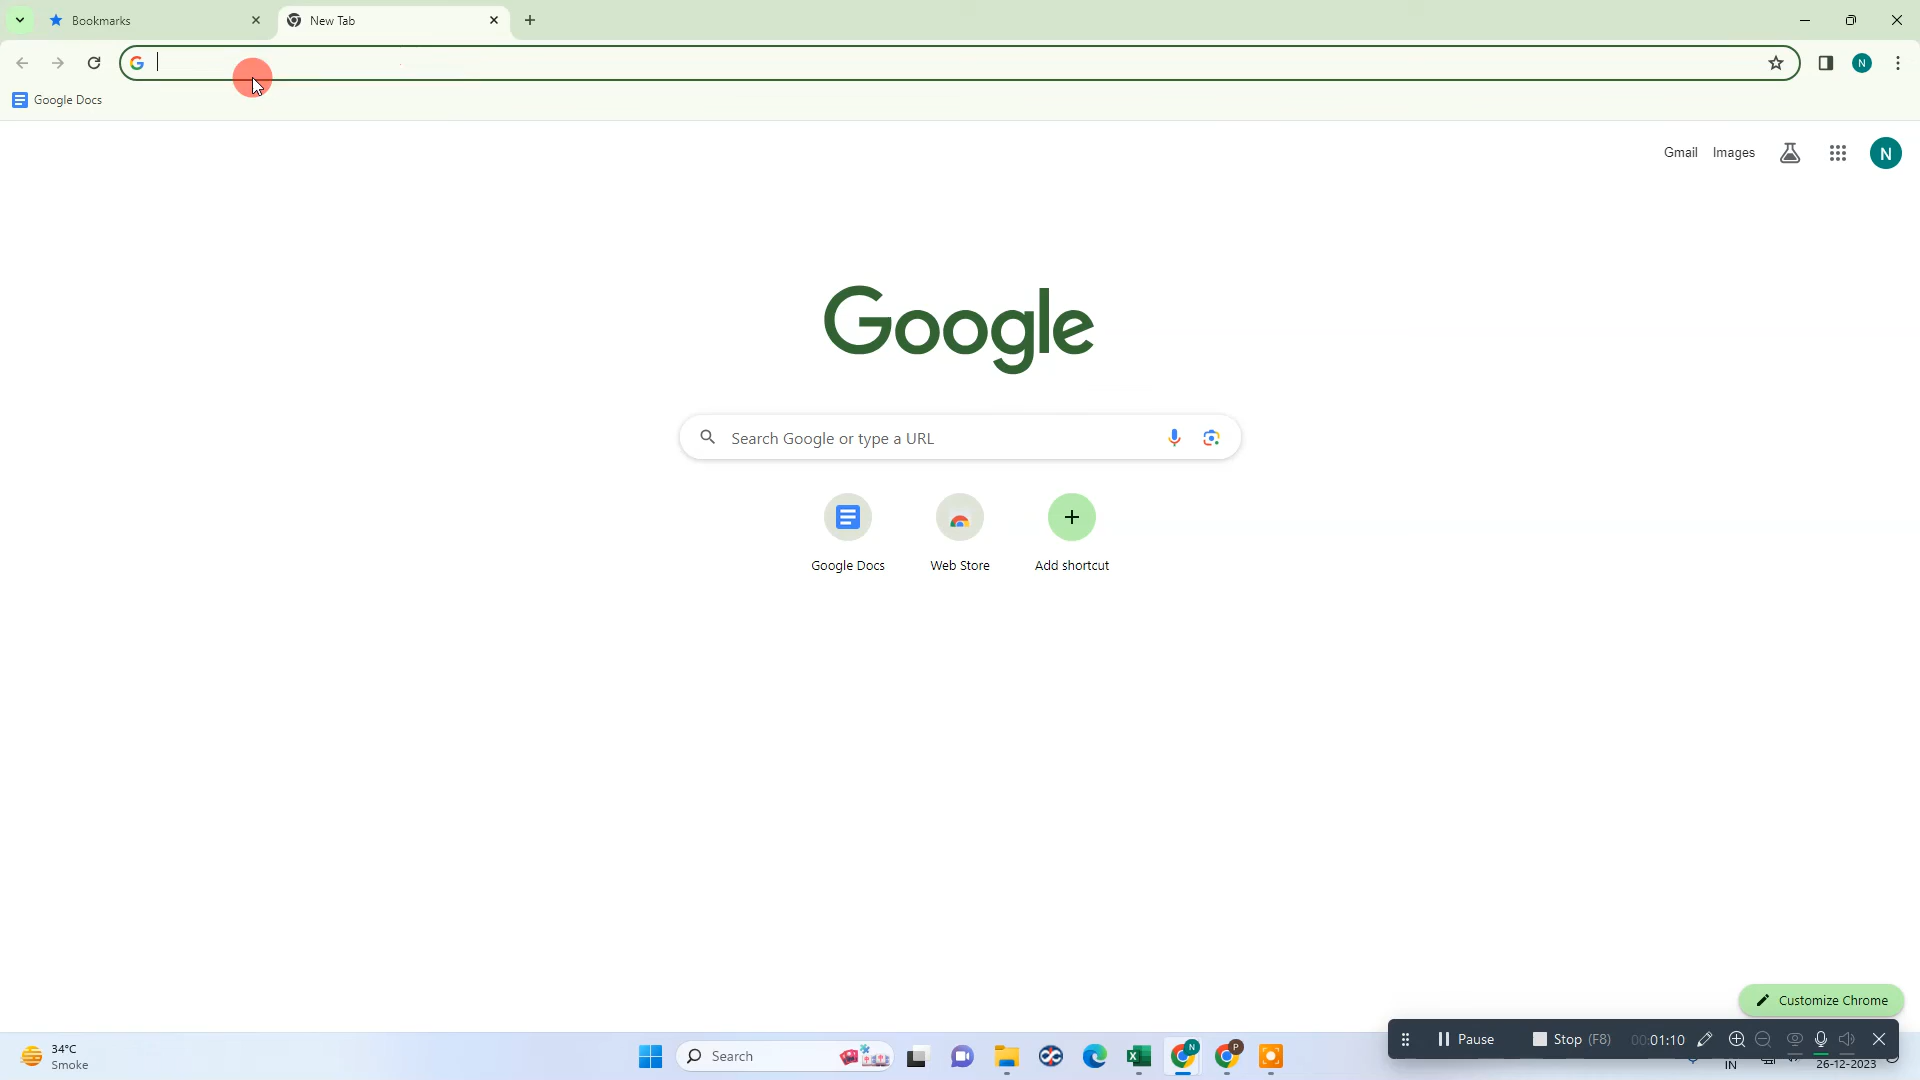 Bookmarks
New Tab
Google Docs
Gmail
Images
N
N
Google
Search Google or type a URL
Google Docs
Web Store
Add shortcut
Customize Chrome
Pause
Stop (F8)
00:01:10
34°C
Smoke
Search
N
P
IN
26-12-2023